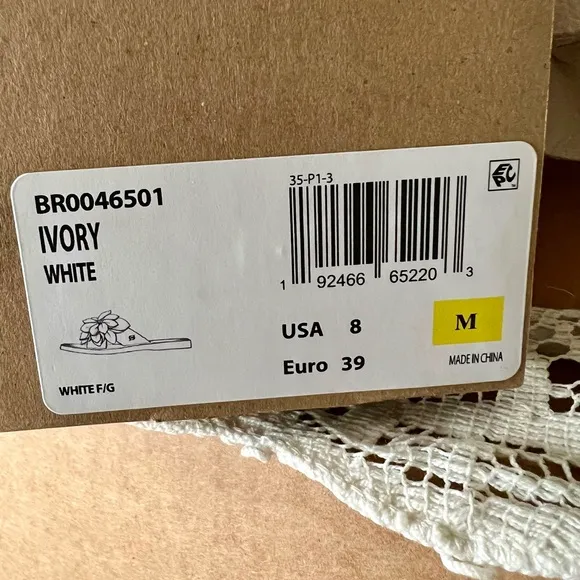 BR0046501
IVORY
WHITE
WHITE F/G
35-P1-3
1 92466 65220 3
USA 8
Euro 39
M
MADE IN CHINA